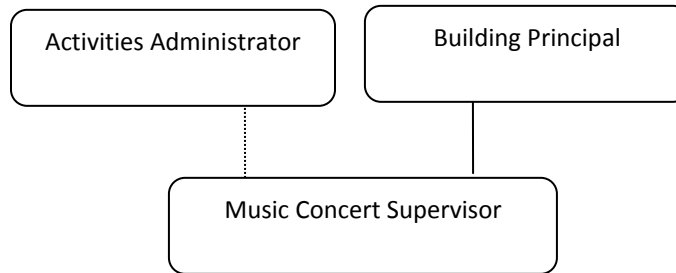 Activities Administrator
Building Principal
Music Concert Supervisor